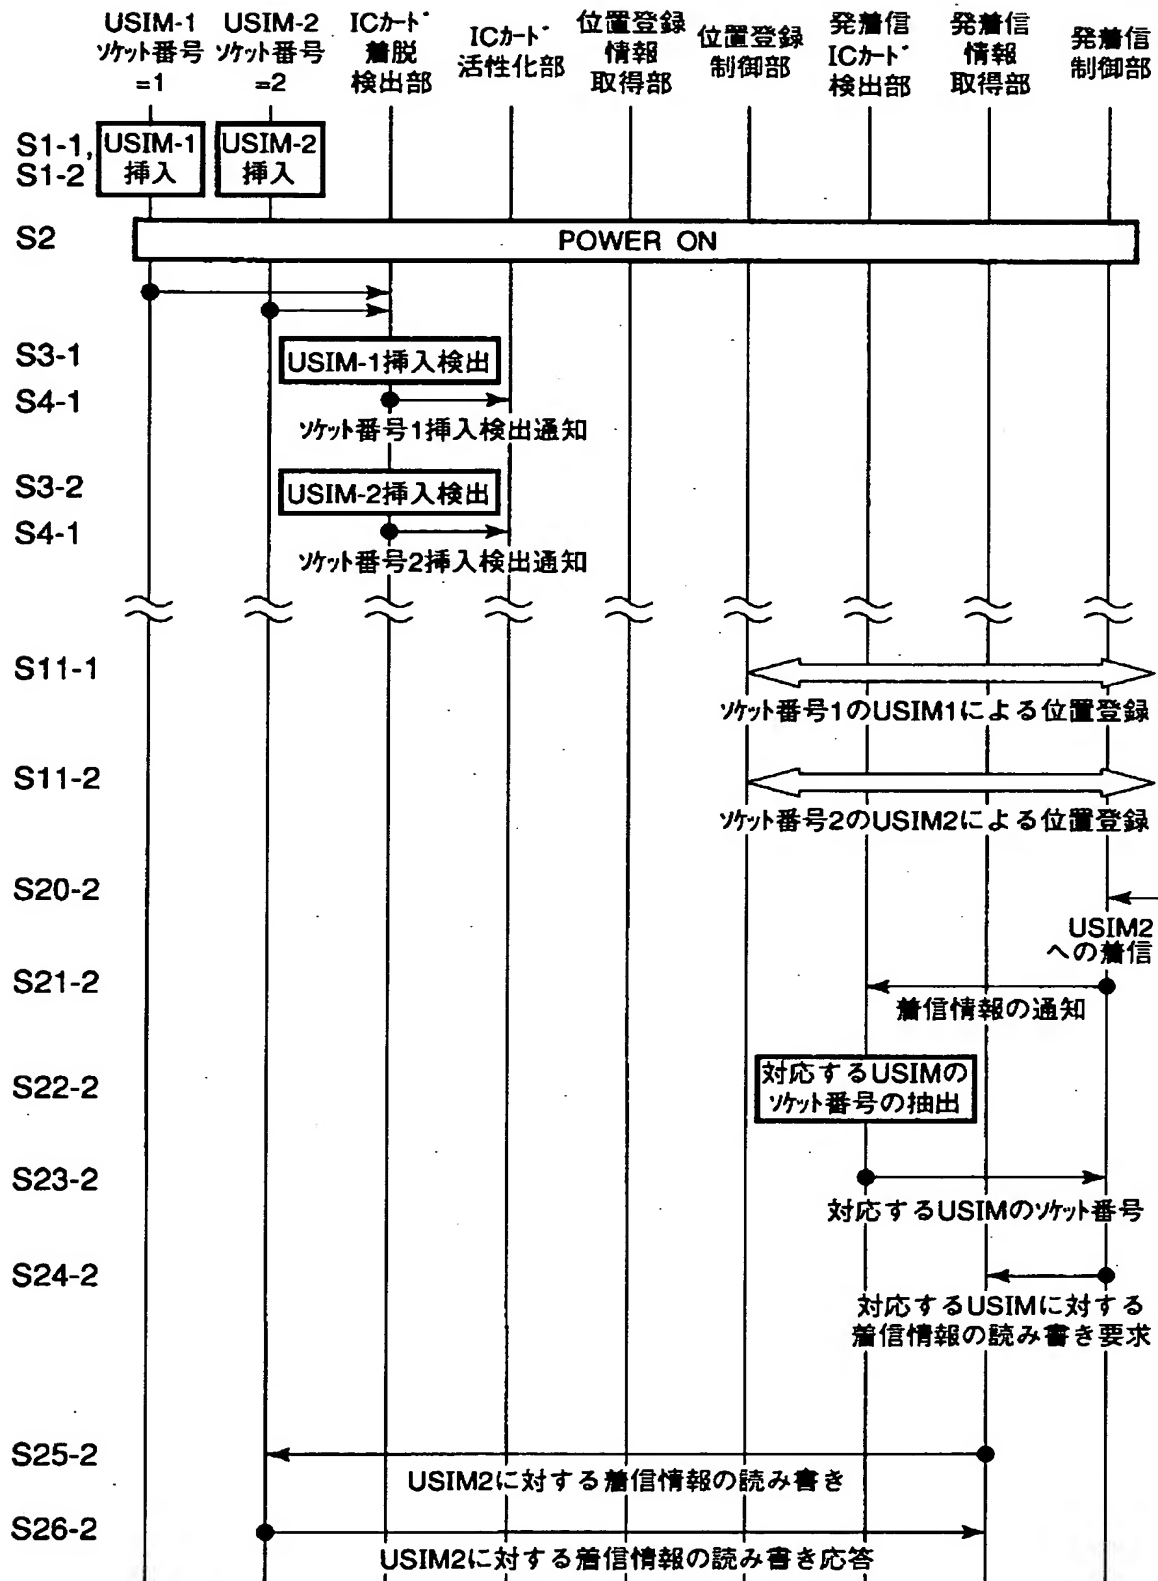 USIM-1
ソケット番号
=1
USIM-2
ソケット番号
=2
ICカード
着脱
検出部
ICカード
活性化部
位置登録
情報
取得部
位置登録
制御部
発着信
ICカード
検出部
発着信
情報
取得部
発着信
制御部
S1-1,
S1-2
USIM-1
挿入
USIM-2
挿入
S2
POWER ON
S3-1
USIM-1挿入検出
S4-1
ソケット番号1挿入検出通知
S3-2
USIM-2挿入検出
S4-1
ソケット番号2挿入検出通知
S11-1
ソケット番号1のUSIM1による位置登録
S11-2
ソケット番号2のUSIM2による位置登録
S20-2
USIM2
への着信
S21-2
着信情報の通知
S22-2
対応するUSIMの
ソケット番号の抽出
S23-2
対応するUSIMのソケット番号
S24-2
対応するUSIMに対する
着信情報の読み書き要求
S25-2
USIM2に対する着信情報の読み書き
S26-2
USIM2に対する着信情報の読み書き応答